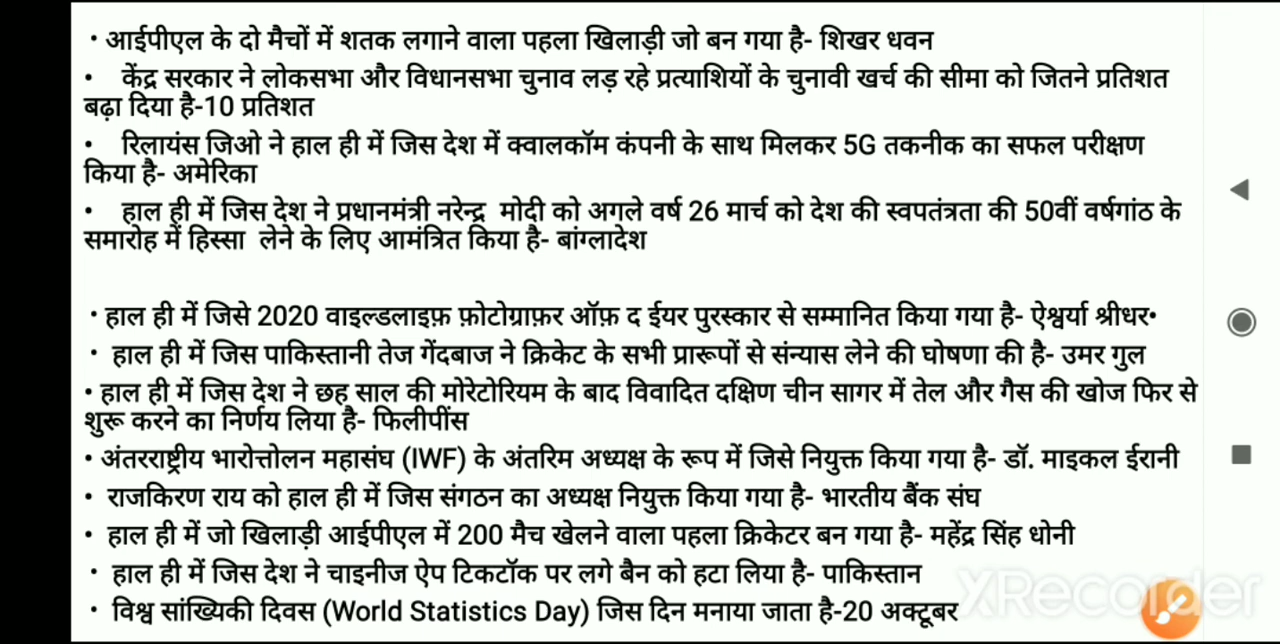 • आईपीएल के दो मैचों में शतक लगाने वाला पहला खिलाड़ी जो बन गया है- शिखर धवन
• केंद्र सरकार ने लोकसभा और विधानसभा चुनाव लड़ रहे प्रत्याशियों के चुनावी खर्च की सीमा को जितने प्रतिशत
बढ़ा दिया है-10 प्रतिशत
• रिलायंस जिओ ने हाल ही में जिस देश में क्वालकॉम कंपनी के साथ मिलकर 5G तकनीक का सफल परीक्षण
किया है- अमेरिका
• हाल ही में जिस देश ने प्रधानमंत्री नरेन्द्र मोदी को अगले वर्ष 26 मार्च को देश की स्वपतंत्रता की 50वीं वर्षगांठ के
समारोह में हिस्सा लेने के लिए आमंत्रित किया है- बांग्लादेश
• हाल ही में जिसे 2020 वाइल्डलाइफ़ फ़ोटोग्राफ़र ऑफ़ द ईयर पुरस्कार से सम्मानित किया गया है- ऐश्वर्या श्रीधर•
• हाल ही में जिस पाकिस्तानी तेज गेंदबाज ने क्रिकेट के सभी प्रारूपों से संन्यास लेने की घोषणा की है- उमर गुल
• हाल ही में जिस देश ने छह साल की मोरेटोरियम के बाद विवादित दक्षिण चीन सागर में तेल और गैस की खोज फिर से
शुरू करने का निर्णय लिया है- फिलीपींस
• अंतरराष्ट्रीय भारोत्तोलन महासंघ (IWF) के अंतरिम अध्यक्ष के रूप में जिसे नियुक्त किया गया है- डॉ. माइकल ईरानी
• राजकिरण राय को हाल ही में जिस संगठन का अध्यक्ष नियुक्त किया गया है- भारतीय बैंक संघ
• हाल ही में जो खिलाड़ी आईपीएल में 200 मैच खेलने वाला पहला क्रिकेटर बन गया है- महेंद्र सिंह धोनी
• हाल ही में जिस देश ने चाइनीज ऐप टिकटॉक पर लगे बैन को हटा लिया है- पाकिस्तान
• विश्व सांख्यिकी दिवस (World Statistics Day) जिस दिन मनाया जाता है-20 अक्टूबर
XRecorder